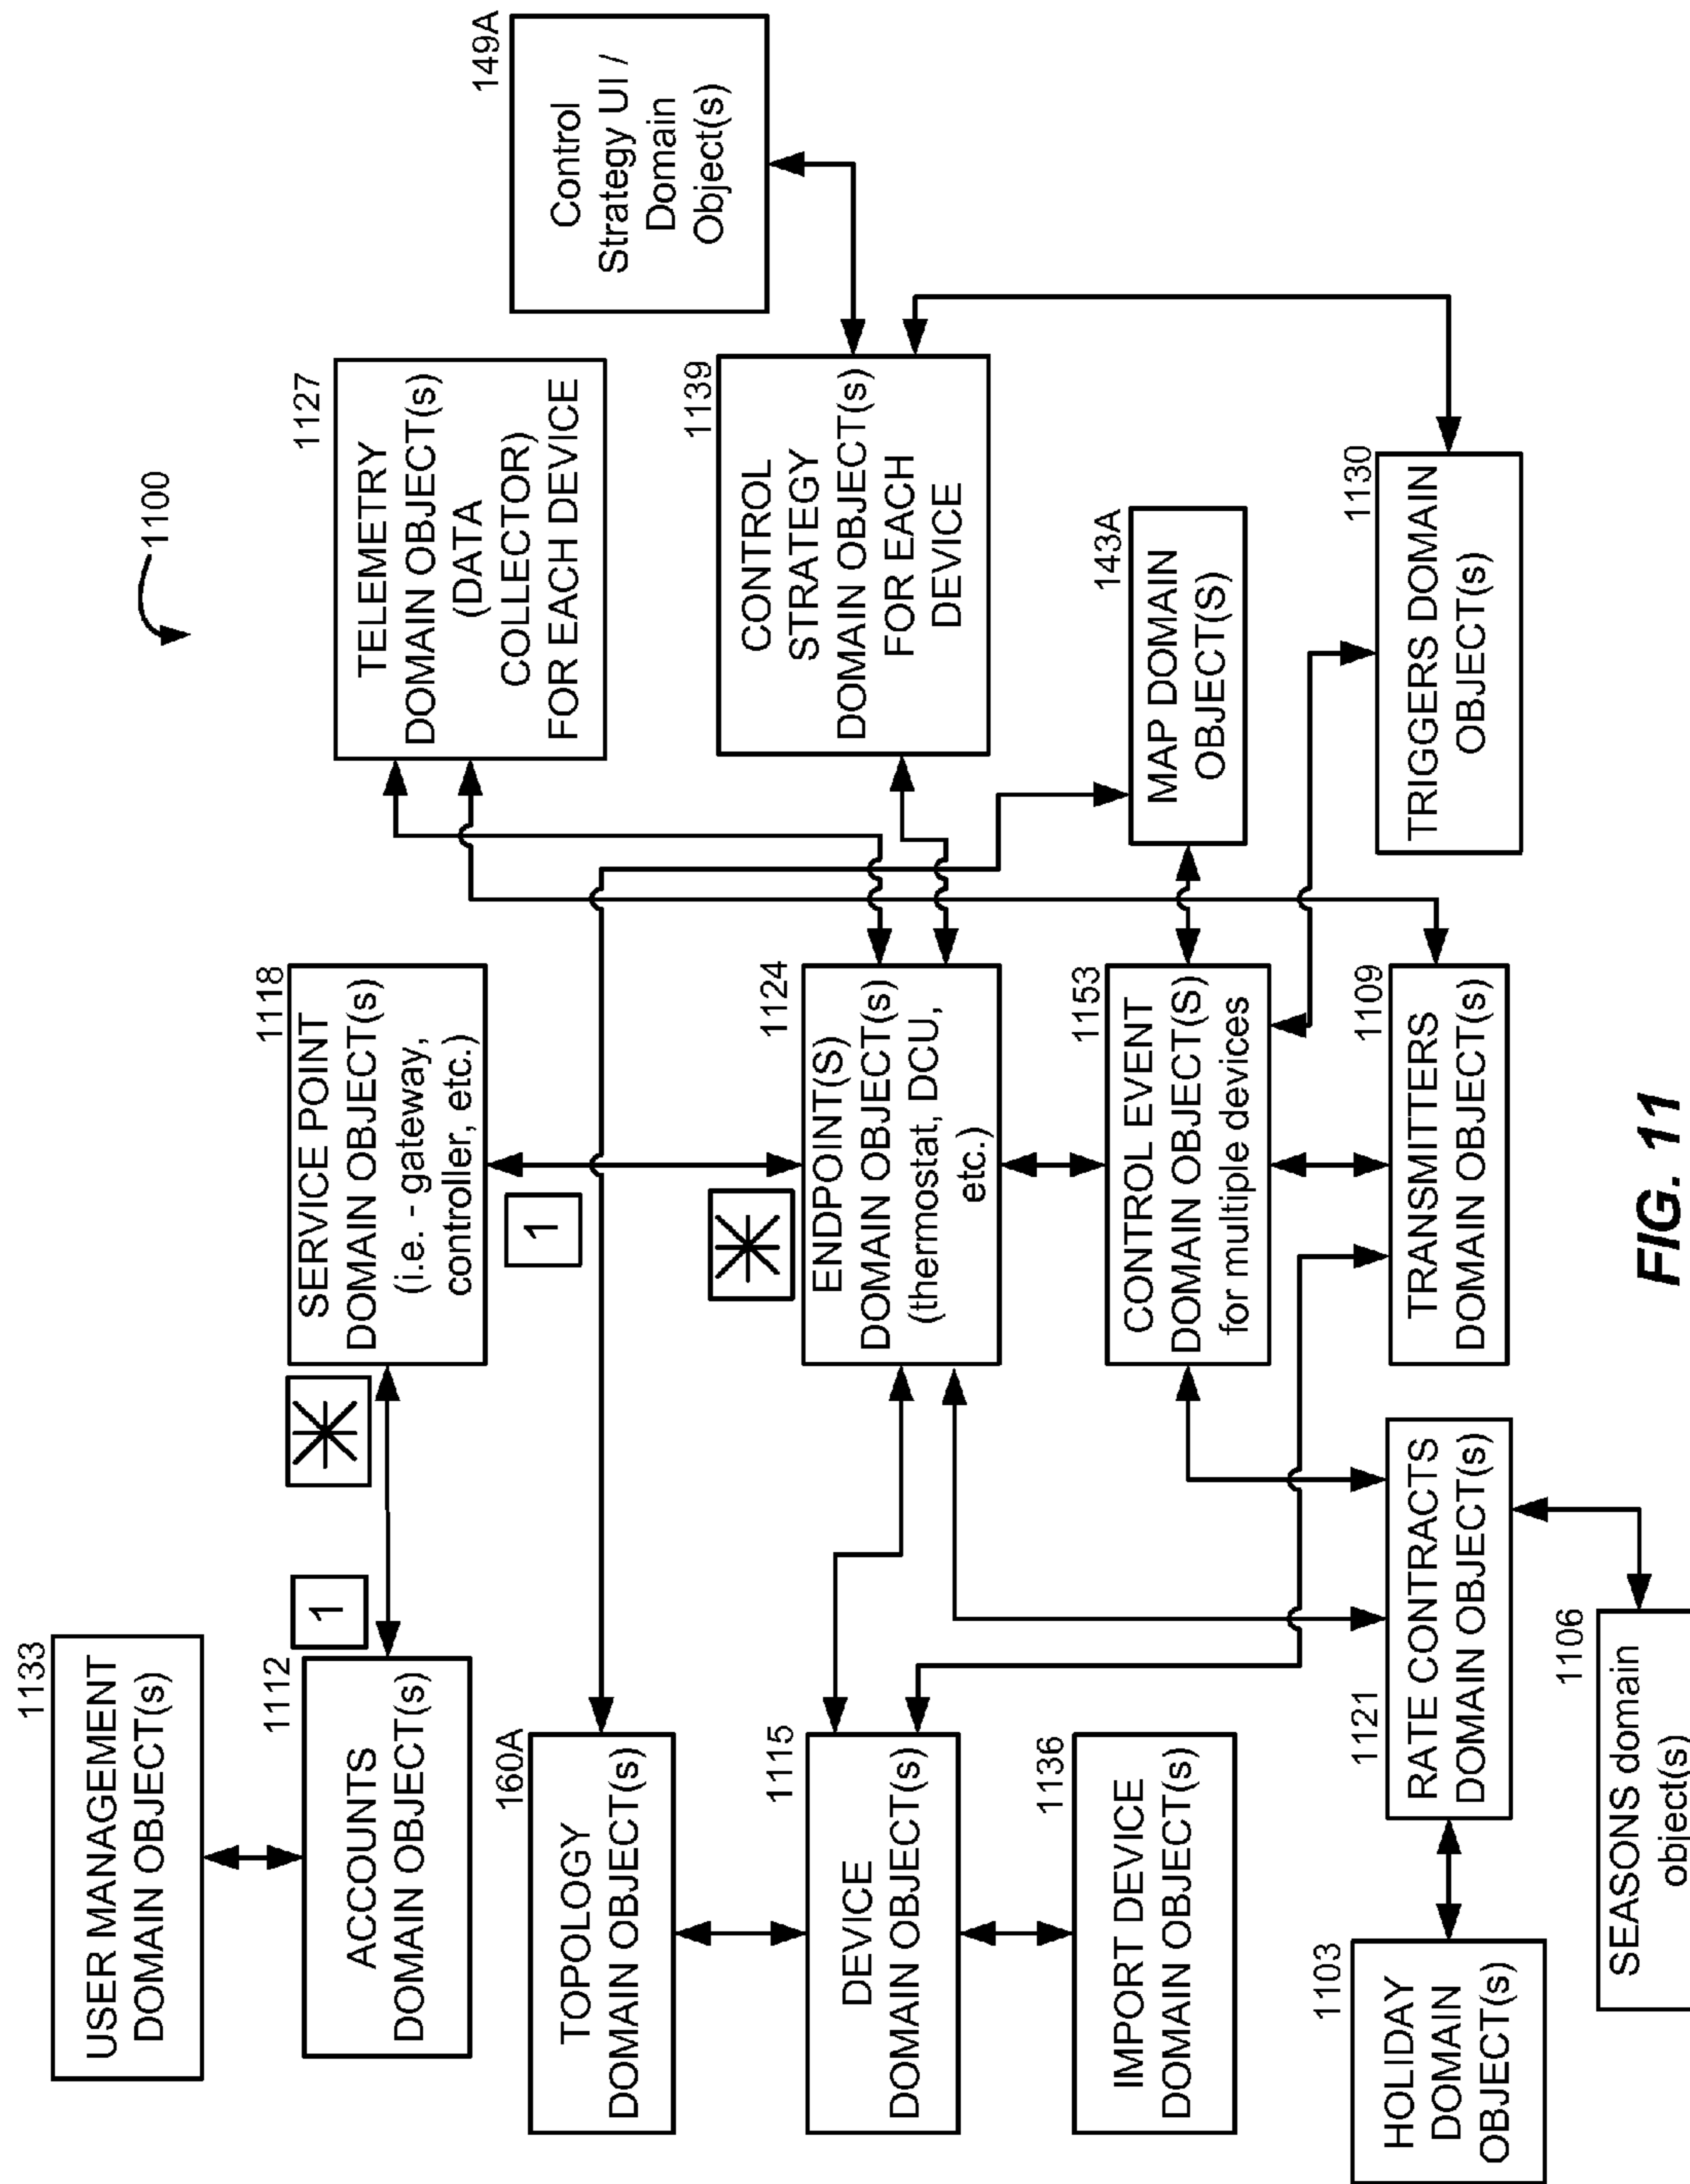 1100
1133
USER MANAGEMENT
DOMAIN OBJECT(s)
1112
ACCOUNTS
DOMAIN OBJECT(s)
1
*
1118
SERVICE POINT
DOMAIN OBJECT(s)
(i.e. - gateway,
controller, etc.)
1
*
1127
TELEMETRY
DOMAIN OBJECT(s)
(DATA
COLLECTOR)
FOR EACH DEVICE
149A
Control
Strategy UI /
Domain
Object(s)
160A
TOPOLOGY
DOMAIN OBJECT(s)
1115
DEVICE
DOMAIN OBJECT(s)
1136
IMPORT DEVICE
DOMAIN OBJECT(s)
1124
ENDPOINT(S)
DOMAIN OBJECT(s)
(thermostat, DCU,
etc.)
1139
CONTROL
STRATEGY
DOMAIN OBJECT(s)
FOR EACH
DEVICE
1153
CONTROL EVENT
DOMAIN OBJECT(S)
for multiple devices
143A
MAP DOMAIN
OBJECT(S)
1109
TRANSMITTERS
DOMAIN OBJECT(s)
1130
TRIGGERS DOMAIN
OBJECT(s)
1103
HOLIDAY
DOMAIN
OBJECT(s)
1121
RATE CONTRACTS
DOMAIN OBJECT(s)
1106
SEASONS domain
object(s)
FIG. 11